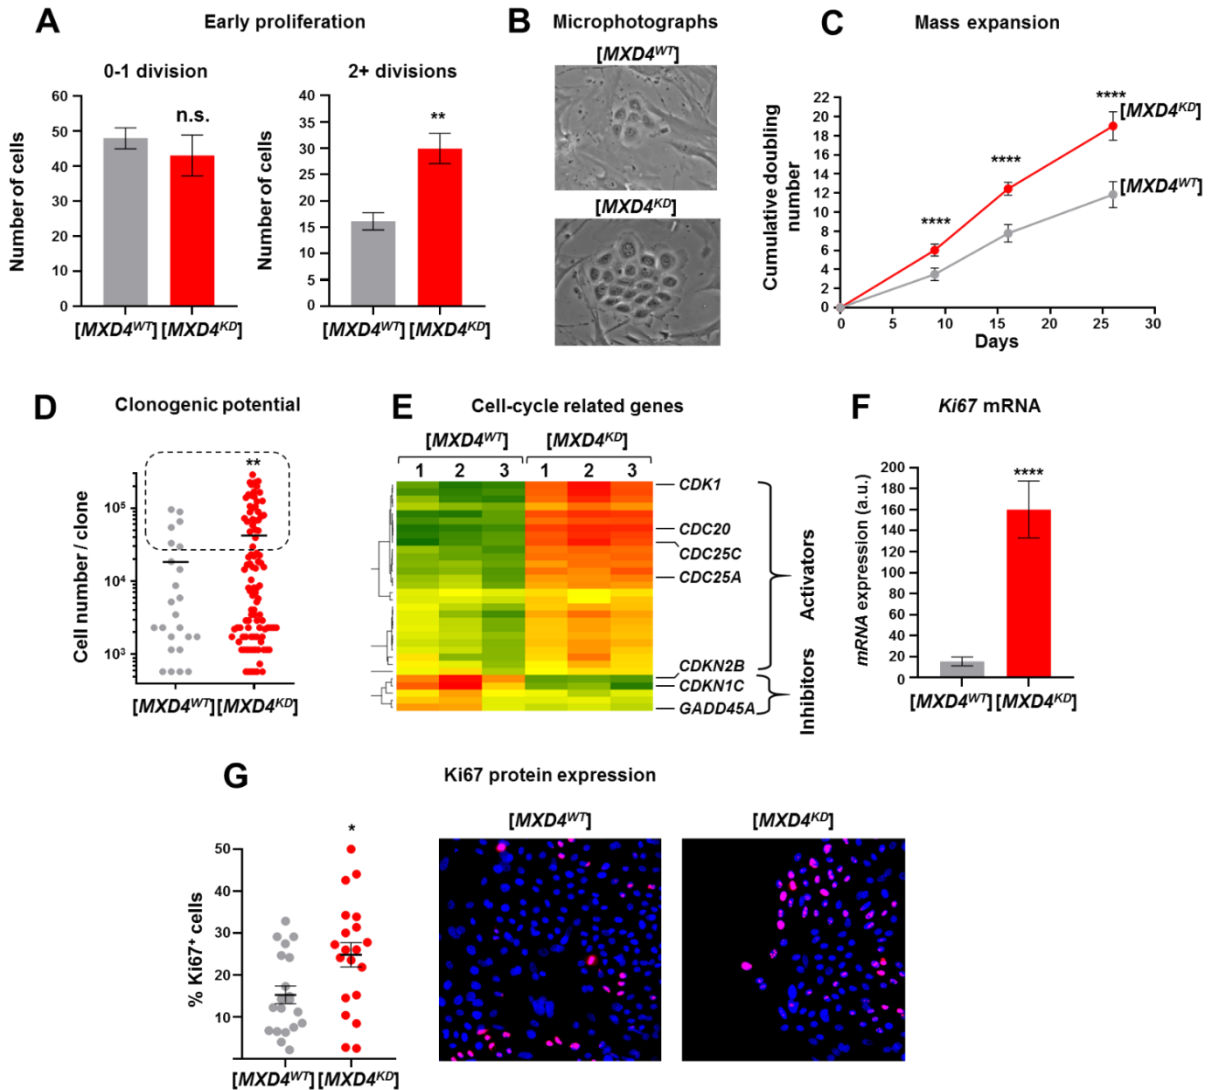 A
Early proliferation
0-1 division
Number of cells
60
50
40
30
20
10
0
n.s.
[MXD4WT] [MXD4KD]
2+ divisions
Number of cells
40
35
30
25
20
15
10
5
0
**
[MXD4WT] [MXD4KD]
B
Microphotographs
[MXD4WT]
[MXD4KD]
C
Mass expansion
Cumulative doubling
number
22
20
18
16
14
12
10
8
6
4
2
0
****
****
****
[MXD4KD]
[MXD4WT]
0 5 10 15 20 25 30
Days
D
Clonogenic potential
Cell number / clone
10^5
10^4
10^3
**
[MXD4WT] [MXD4KD]
E
Cell-cycle related genes
[MXD4WT] [MXD4KD]
1 2 3 1 2 3
CDK1
CDC20
CDC25C
CDC25A
CDKN2B
CDKN1C
GADD45A
Activators
Inhibitors
F
Ki67 mRNA
mRNA expression (a.u.)
200
180
160
140
120
100
80
60
40
20
0
****
[MXD4WT] [MXD4KD]
G
Ki67 protein expression
% Ki67+ cells
50
40
30
20
10
*
[MXD4WT] [MXD4KD]
[MXD4WT]
[MXD4KD]